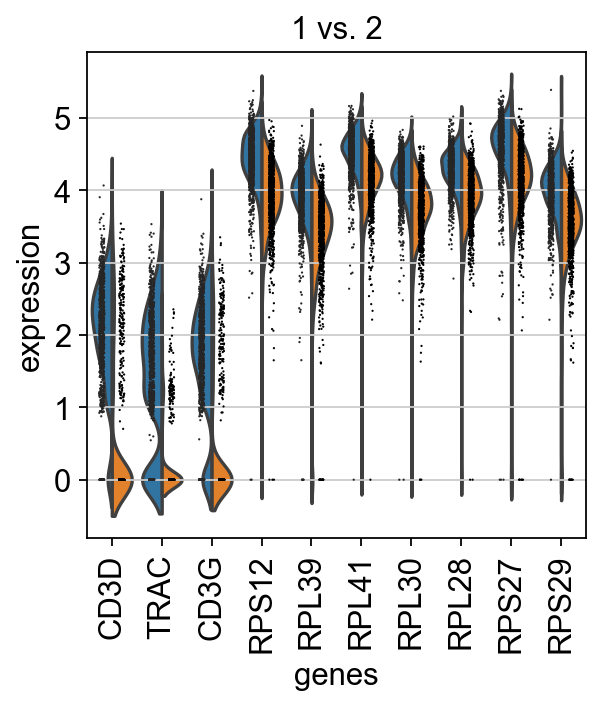 1 vs. 2
expression
5
4
3
2
1
0
CD3D
TRAC
CD3G
RPS12
RPL39
RPL41
RPL30
RPL28
RPS27
RPS29
genes